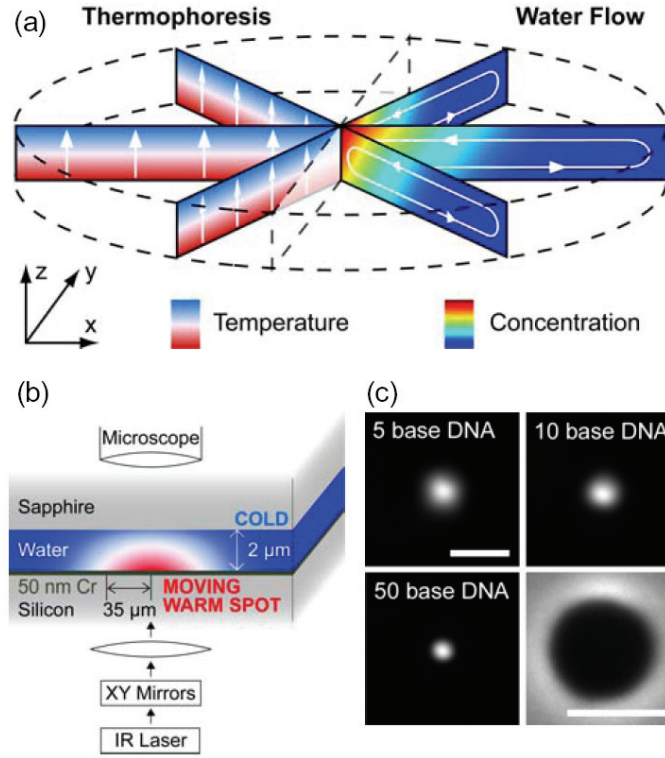 (a)
Thermophoresis
Water Flow
z
y
x
Temperature
Concentration
(b)
Microscope
Sapphire
COLD
Water
2 µm
50 nm Cr
MOVING
WARM SPOT
Silicon
35 µm
XY Mirrors
IR Laser
(c)
5 base DNA
10 base DNA
50 base DNA